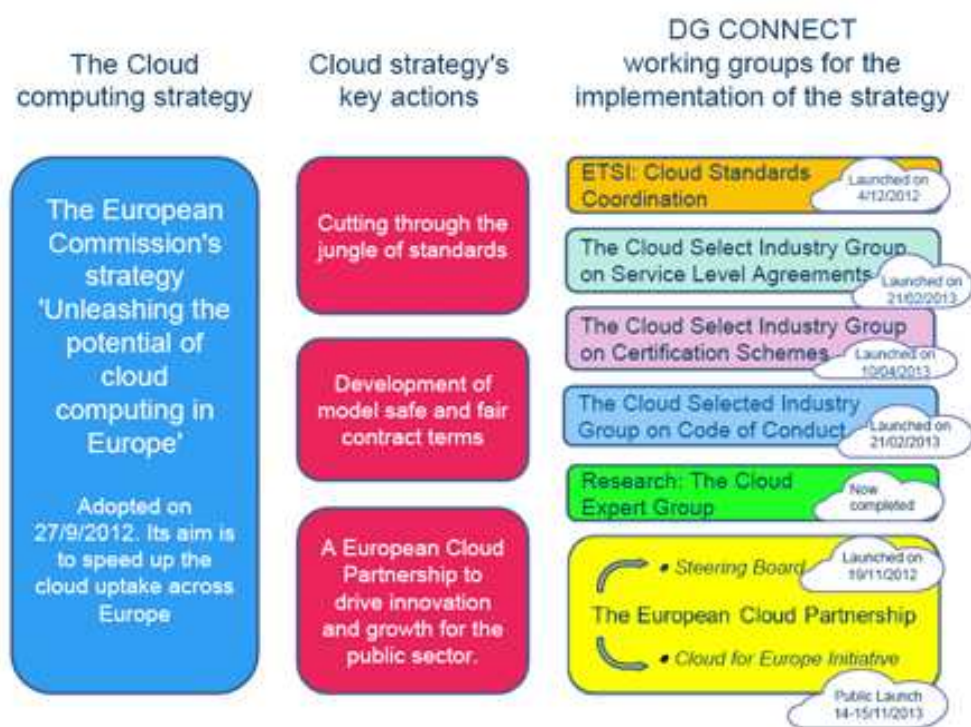 The Cloud
computing strategy
Cloud strategy's
key actions
DG CONNECT
working groups for the
implementation of the strategy
The European
Commission's
strategy
'Unleashing the
potential of
cloud
computing in
Europe'
Adopted on
27/9/2012. Its aim is
to speed up the
cloud uptake across
Europe
Cutting through the
jungle of standards
Development of
model safe and fair
contract terms
A European Cloud
Partnership to
drive innovation
and growth for the
public sector.
ETSI: Cloud Standards
Coordination
Launched on
4/12/2012
The Cloud Select Industry Group
on Service Level Agreements
Launched on
21/02/2013
The Cloud Select Industry Group
on Certification Schemes
Launched on
10/04/2013
The Cloud Selected Industry
Group on Code of Conduct
Launched on
21/02/2013
Research: The Cloud
Expert Group
Now
completed
• Steering Board
Launched on
19/11/2012
The European Cloud Partnership
• Cloud for Europe Initiative
Public Launch
14-15/11/2013